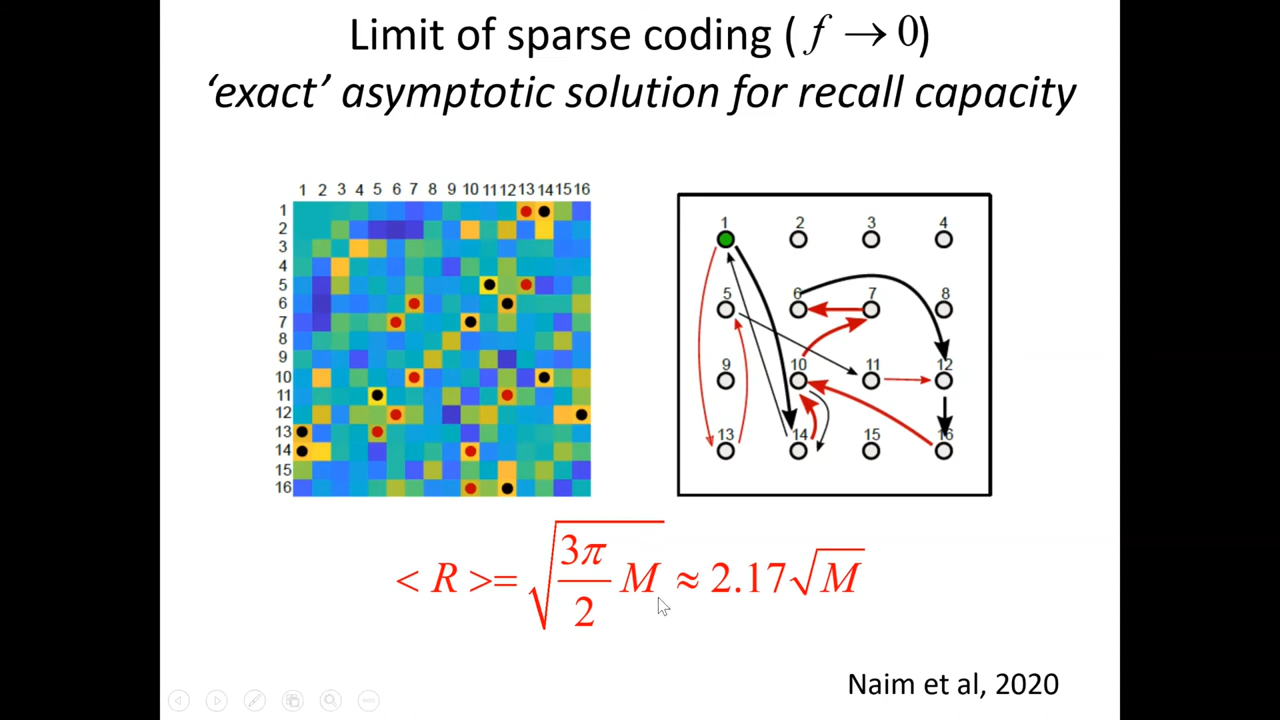 Limit of sparse coding ( f → 0)
‘exact’ asymptotic solution for recall capacity
1 2 3 4 5 6 7 8 9 10 11 12 13 14 15 16
1
2
3
4
5
6
7
8
9
10
11
12
13
14
15
16
1 2 3 4
5 6 7 8
9 10 11 12
13 14 15 16
< R >= √(3π/2 M) ≈ 2.17√M
Naim et al, 2020